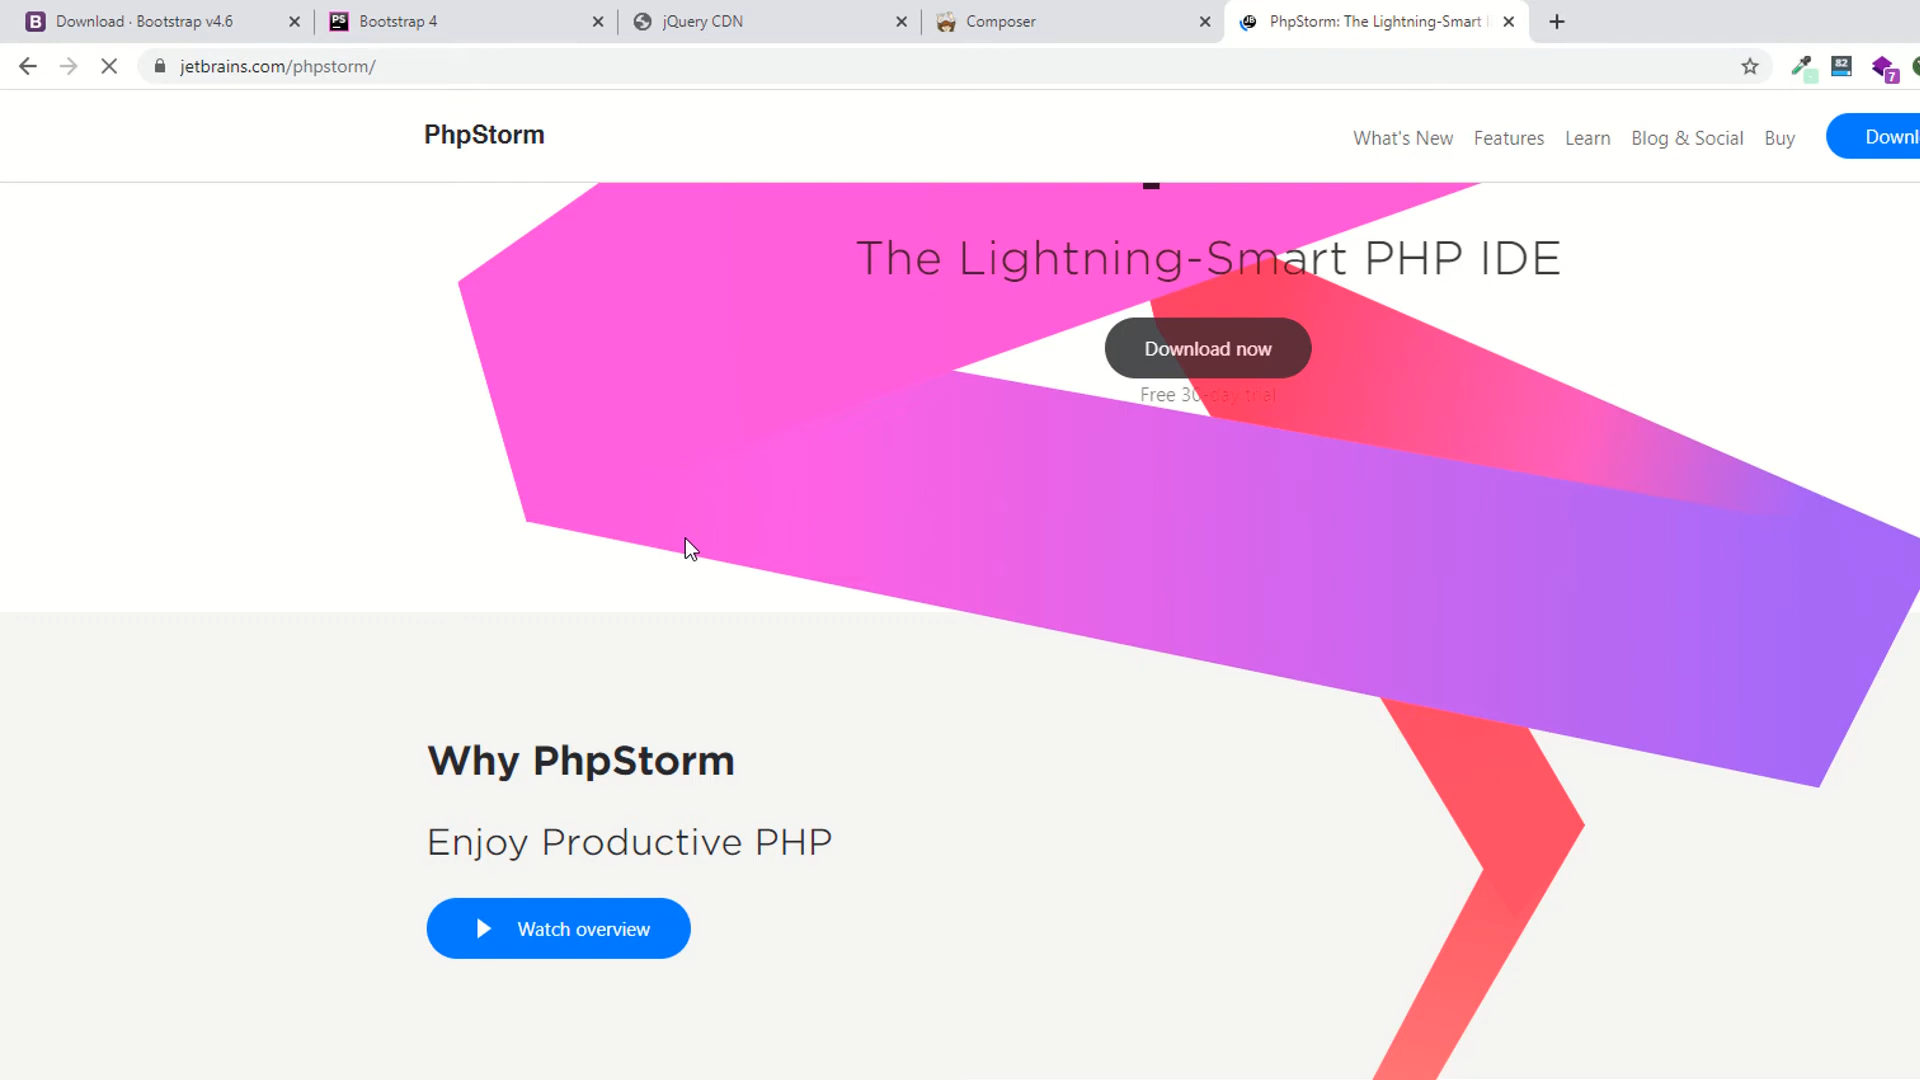 Download · Bootstrap v4.6
Bootstrap 4
jQuery CDN
Composer
PhpStorm: The Lightning-Smart
jetbrains.com/phpstorm/
82
7
PhpStorm
What's New
Features
Learn
Blog & Social
Buy
Downl
The Lightning-Smart PHP IDE
Download now
Free 30-day trial
Why PhpStorm
Enjoy Productive PHP
Watch overview